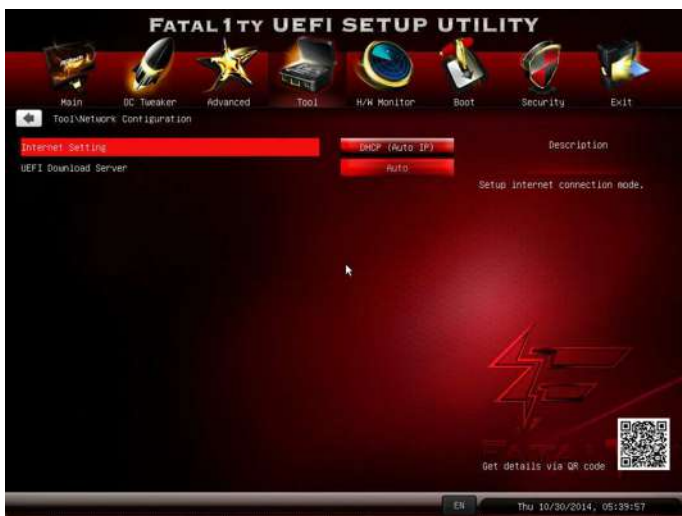 FATAL1TY UEFI SETUP UTILITY
Main OC Tweaker Advanced Tool H/W Monitor Boot Security Exit
Tool\Network Configuration
Internet Setting DHCP (Auto IP) Description
UEFI Download Server Auto
Setup internet connection mode.
Get details via QR code
EN Thu 10/30/2014, 05:39:57